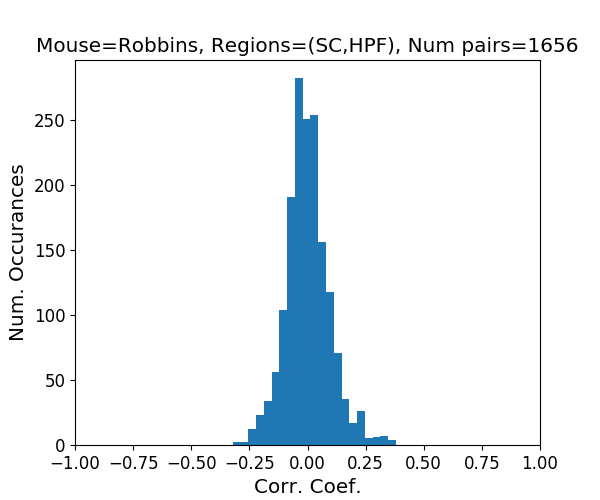 Mouse=Robbins, Regions=(SC,HPF), Num pairs=1656
Num. Occurances
250
200
150
100
50
0
−1.00 −0.75 −0.50 −0.25 0.00 0.25 0.50 0.75 1.00
Corr. Coef.